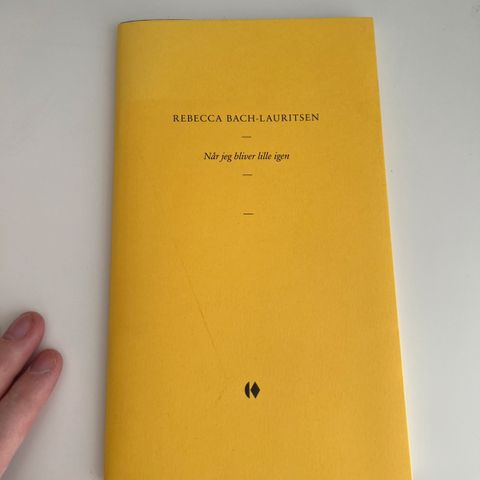 REBECCA BACH-LAURITSEN
—
Når jeg bliver lille igen
—
—